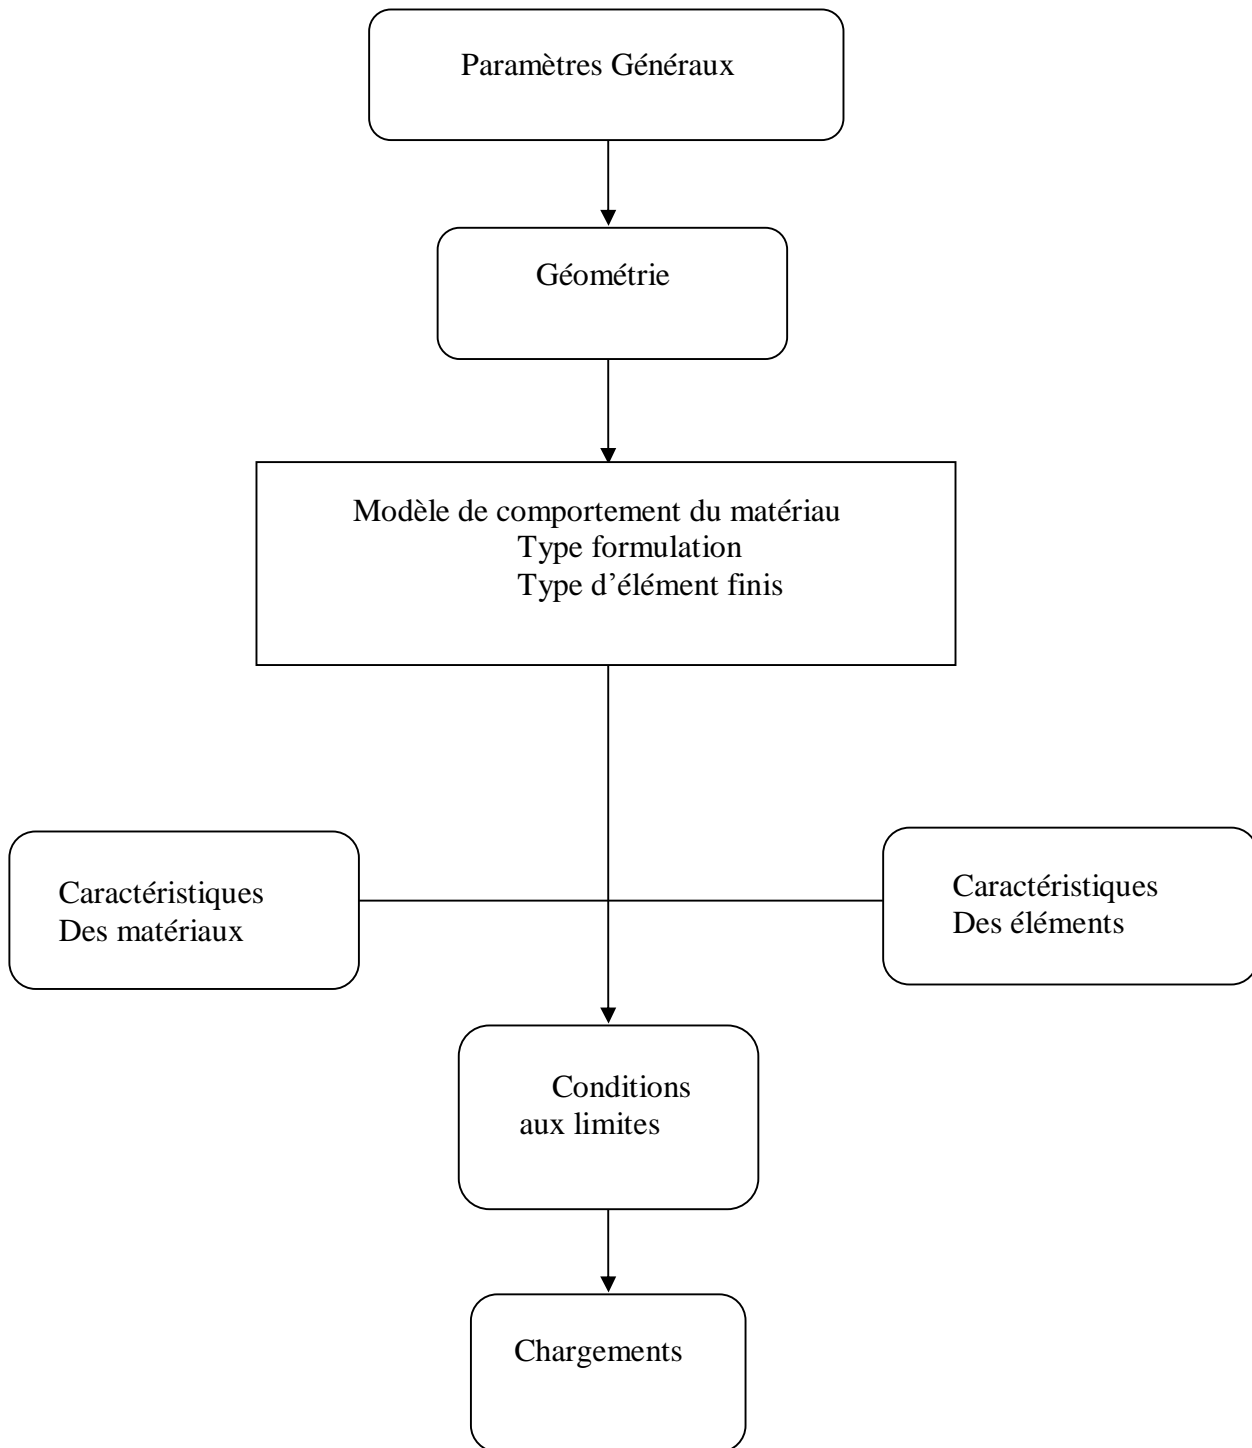 Paramètres Généraux
Géométrie
Modèle de comportement du matériau
Type formulation
Type d’élément finis
Caractéristiques
Des matériaux
Caractéristiques
Des éléments
Conditions
aux limites
Chargements